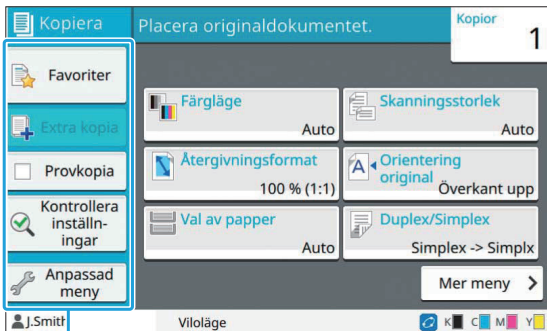 Kopiera
Placera originaldokumentet.
Kopior
1
Favoriter
Extra kopia
Provkopia
Kontrollera
inställn-
ingar
Anpassad
meny
Färgläge
Auto
Skanningsstorlek
Auto
Återgivningsformat
100 % (1:1)
Orientering
original
Överkant upp
Val av papper
Auto
Duplex/Simplex
Simplex -> Simplx
Mer meny
J.Smith
Viloläge
K C M Y